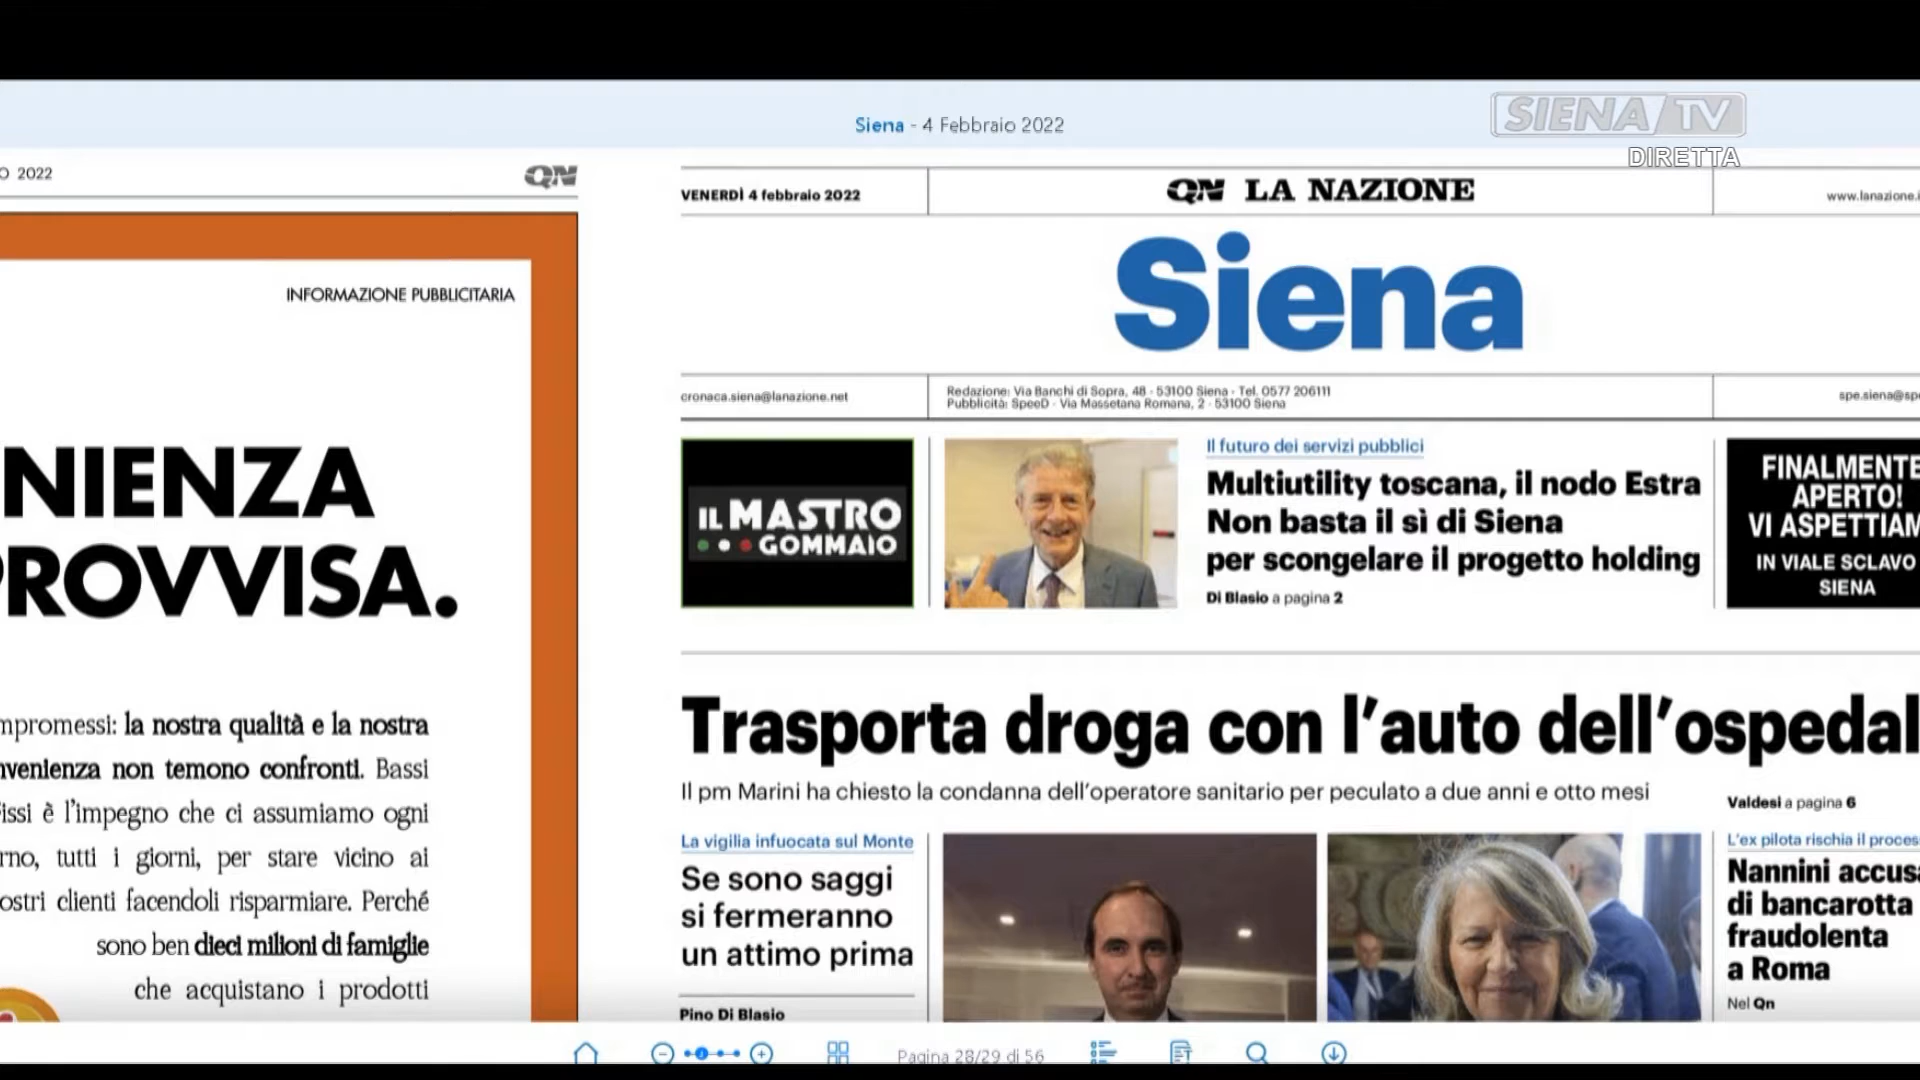 Siena - 4 Febbraio 2022
SIENA TV
DIRETTA
2022
QN
INFORMAZIONE PUBBLICITARIA
NIENZA
ROVVISA.
mpromessi: la nostra qualità e la nostra
nvenienza non temono confronti. Bassi
issi è l'impegno che ci assumiamo ogni
rno, tutti i giorni, per stare vicino ai
ostri clienti facendoli risparmiare. Perché
sono ben dieci milioni di famiglie
che acquistano i prodotti
VENERDÌ 4 febbraio 2022
QN LA NAZIONE
www.lanazione.i
Siena
cronaca.siena@lanazione.net
Redazione: Via Banchi di Sopra, 48 - 53100 Siena - Tel. 0577 206111
Pubblicità: SpeeD - Via Massetana Romana, 2 - 53100 Siena
spe.siena@sp
IL MASTRO
GOMMAIO
Il futuro dei servizi pubblici
Multiutility toscana, il nodo Estra
Non basta il sì di Siena
per scongelare il progetto holding
Di Blasio a pagina 2
FINALMENTE
APERTO!
VI ASPETTIAM
IN VIALE SCLAVO
SIENA
Trasporta droga con l'auto dell'ospedal
Il pm Marini ha chiesto la condanna dell'operatore sanitario per peculato a due anni e otto mesi
Valdesi a pagina 6
La vigilia infuocata sul Monte
Se sono saggi
si fermeranno
un attimo prima
Pino Di Blasio
L'ex pilota rischia il proces
Nannini accusa
di bancarotta
fraudolenta
a Roma
Nel Qn
Pagina 28/29 di 56